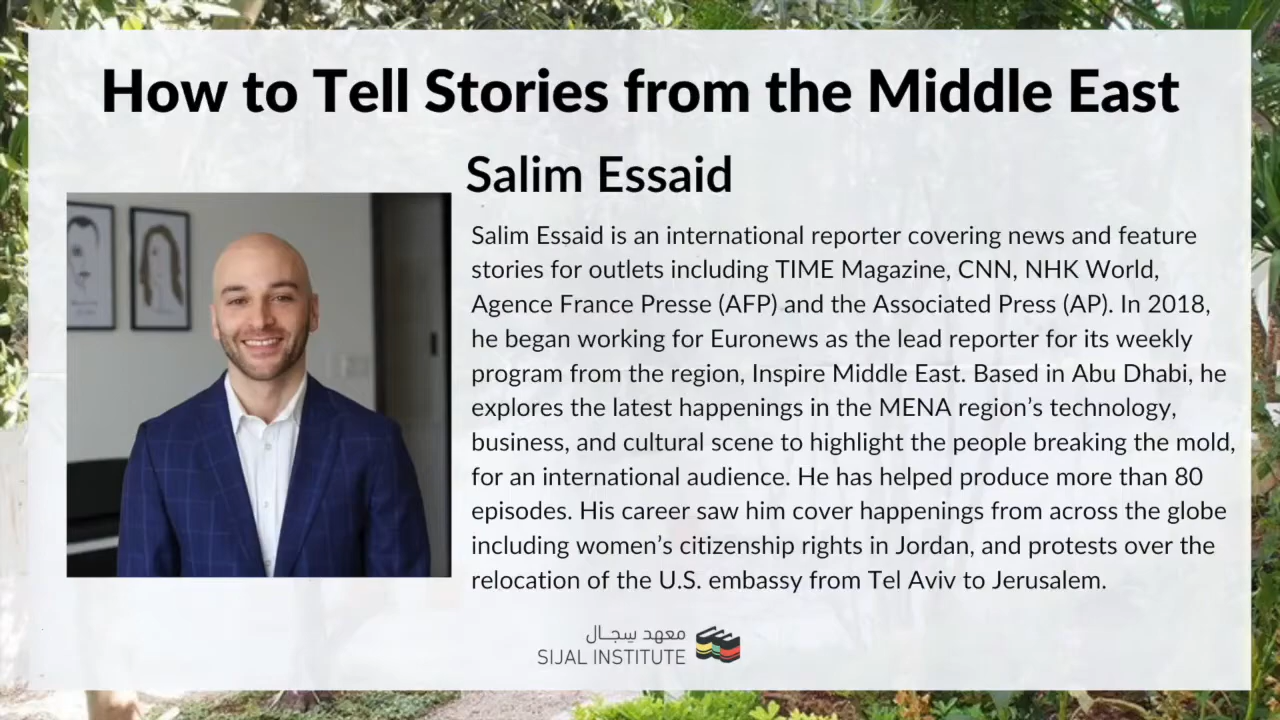 How to Tell Stories from the Middle East
Salim Essaid
Salim Essaid is an international reporter covering news and feature
stories for outlets including TIME Magazine, CNN, NHK World,
Agence France Presse (AFP) and the Associated Press (AP). In 2018,
he began working for Euronews as the lead reporter for its weekly
program from the region, Inspire Middle East. Based in Abu Dhabi, he
explores the latest happenings in the MENA region’s technology,
business, and cultural scene to highlight the people breaking the mold,
for an international audience. He has helped produce more than 80
episodes. His career saw him cover happenings from across the globe
including women’s citizenship rights in Jordan, and protests over the
relocation of the U.S. embassy from Tel Aviv to Jerusalem.
معهد سجال
SIJAL INSTITUTE